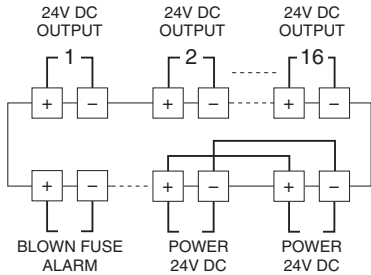 24V DC 24V DC 24V DC
OUTPUT OUTPUT OUTPUT
1 2 16
+ − + − + −
+ − + − + −
BLOWN FUSE POWER POWER
ALARM 24V DC 24V DC